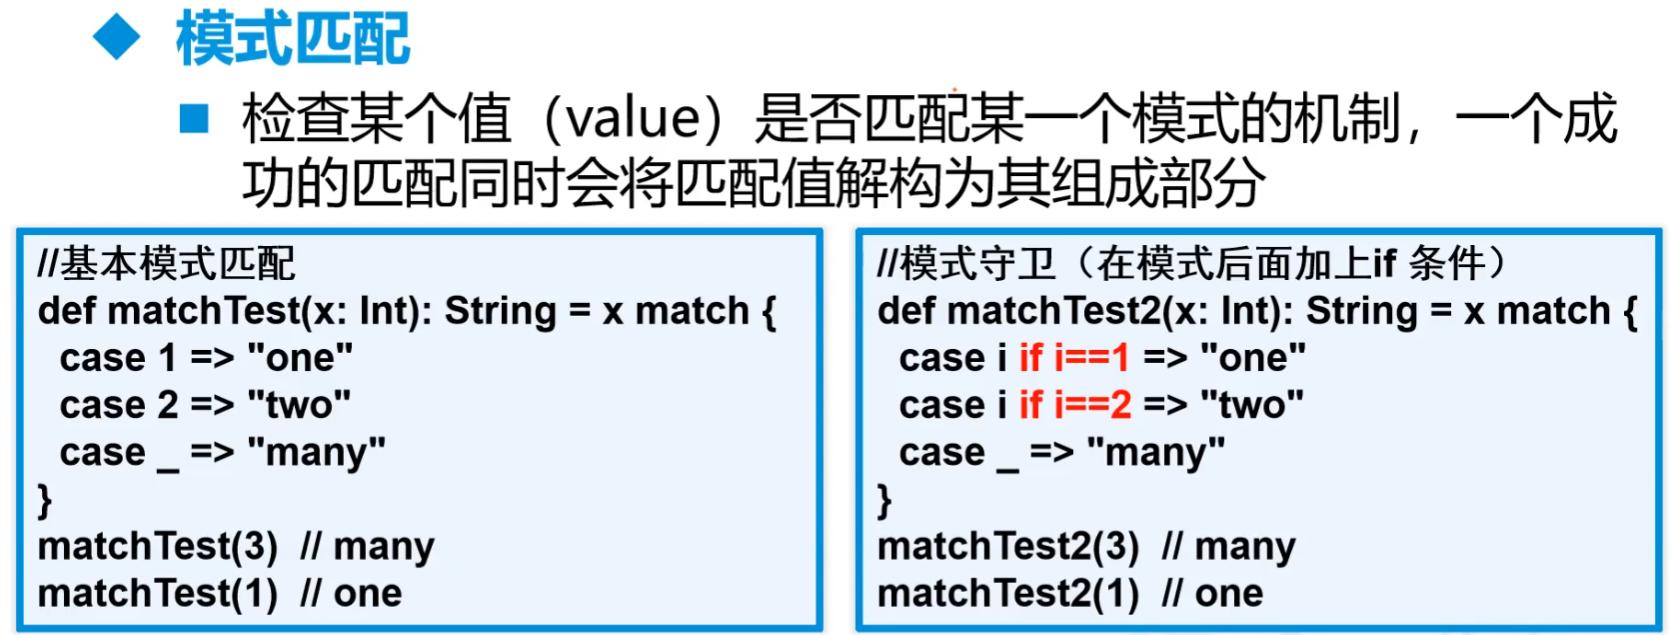 模式匹配
检查某个值（value）是否匹配某一个模式的机制，一个成
功的匹配同时会将匹配值解构为其组成部分
//基本模式匹配
def matchTest(x: Int): String = x match {
  case 1 => "one"
  case 2 => "two"
  case _ => "many"
}
matchTest(3)  // many
matchTest(1)  // one
//模式守卫（在模式后面加上if 条件）
def matchTest2(x: Int): String = x match {
  case i if i==1 => "one"
  case i if i==2 => "two"
  case _ => "many"
}
matchTest2(3)  // many
matchTest2(1)  // one